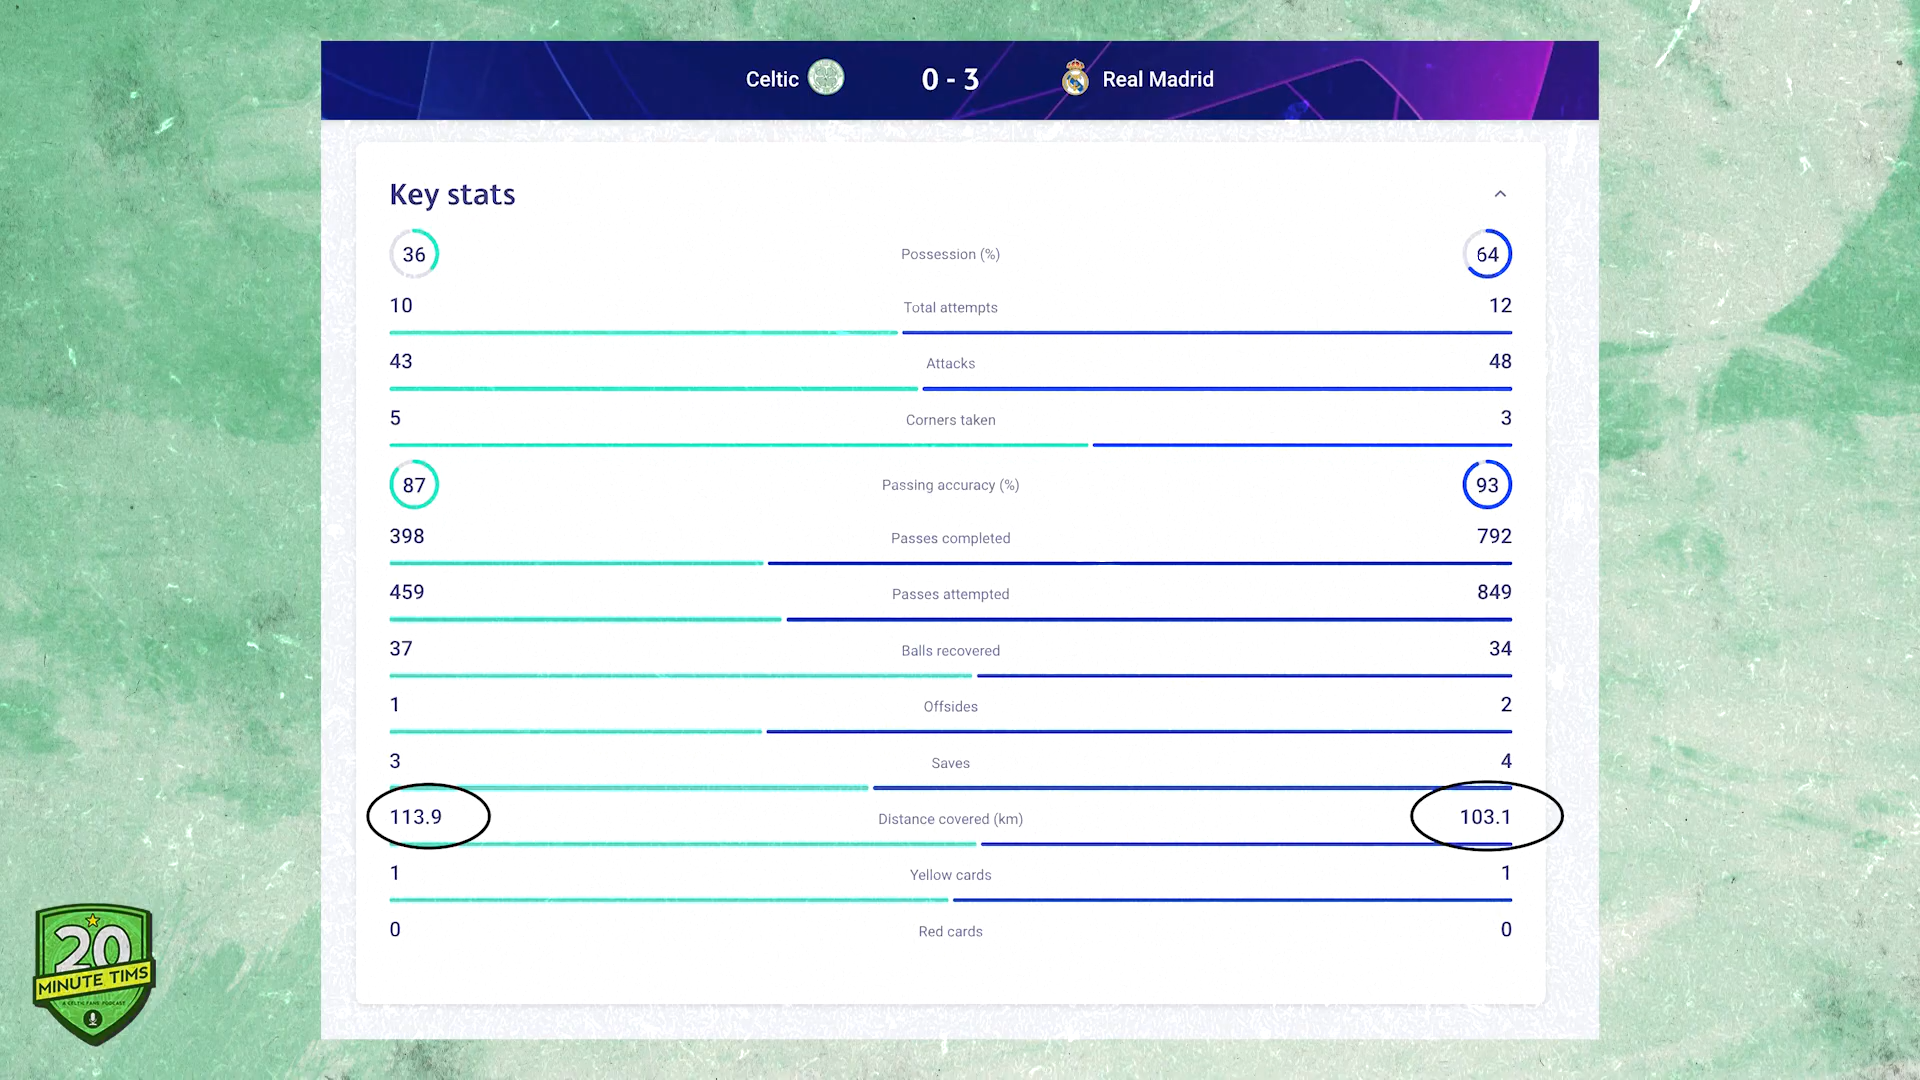 Celtic 0 - 3 Real Madrid
Key stats
36 Possession (%) 64
10 Total attempts 12
43 Attacks 48
5 Corners taken 3
87 Passing accuracy (%) 93
398 Passes completed 792
459 Passes attempted 849
37 Balls recovered 34
1 Offsides 2
3 Saves 4
113.9 Distance covered (km) 103.1
1 Yellow cards 1
0 Red cards 0
20
MINUTE TIMS
A CELTIC FANS PODCAST